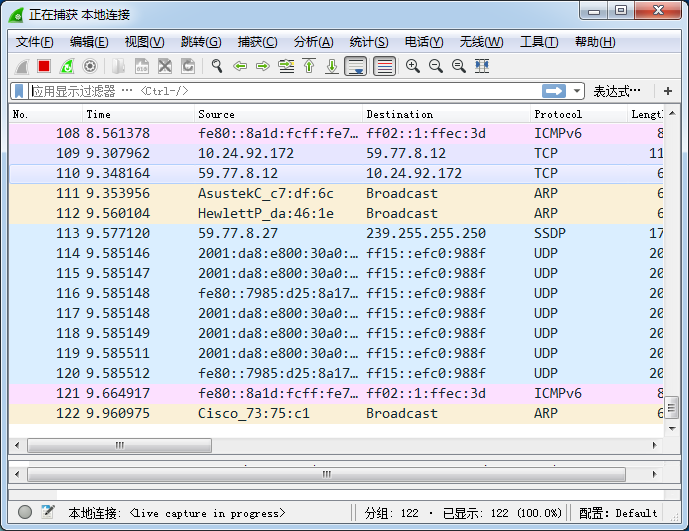 正在捕获 本地连接
文件(F) 编辑(E) 视图(V) 跳转(G) 捕获(C) 分析(A) 统计(S) 电话(Y) 无线(W) 工具(T) 帮助(H)
应用显示过滤器 … <Ctrl-/> 表达式… +
No. Time Source Destination Protocol Lengt
108 8.561378 fe80::8a1d:fcff:fe7… ff02::1:ffec:3d ICMPv6 8
109 9.307962 10.24.92.172 59.77.8.12 TCP 11
110 9.348164 59.77.8.12 10.24.92.172 TCP 6
111 9.353956 AsustekC_c7:df:6c Broadcast ARP 6
112 9.560104 HewlettP_da:46:1e Broadcast ARP 6
113 9.577120 59.77.8.27 239.255.255.250 SSDP 17
114 9.585146 2001:da8:e800:30a0:… ff15::efc0:988f UDP 20
115 9.585147 2001:da8:e800:30a0:… ff15::efc0:988f UDP 20
116 9.585148 fe80::7985:d25:8a17… ff15::efc0:988f UDP 20
117 9.585148 2001:da8:e800:30a0:… ff15::efc0:988f UDP 20
118 9.585149 2001:da8:e800:30a0:… ff15::efc0:988f UDP 20
119 9.585511 2001:da8:e800:30a0:… ff15::efc0:988f UDP 20
120 9.585512 fe80::7985:d25:8a17… ff15::efc0:988f UDP 20
121 9.664917 fe80::8a1d:fcff:fe7… ff02::1:ffec:3d ICMPv6 8
122 9.960975 Cisco_73:75:c1 Broadcast ARP 6
本地连接: <live capture in progress> 分组: 122 · 已显示: 122 (100.0%) 配置: Default